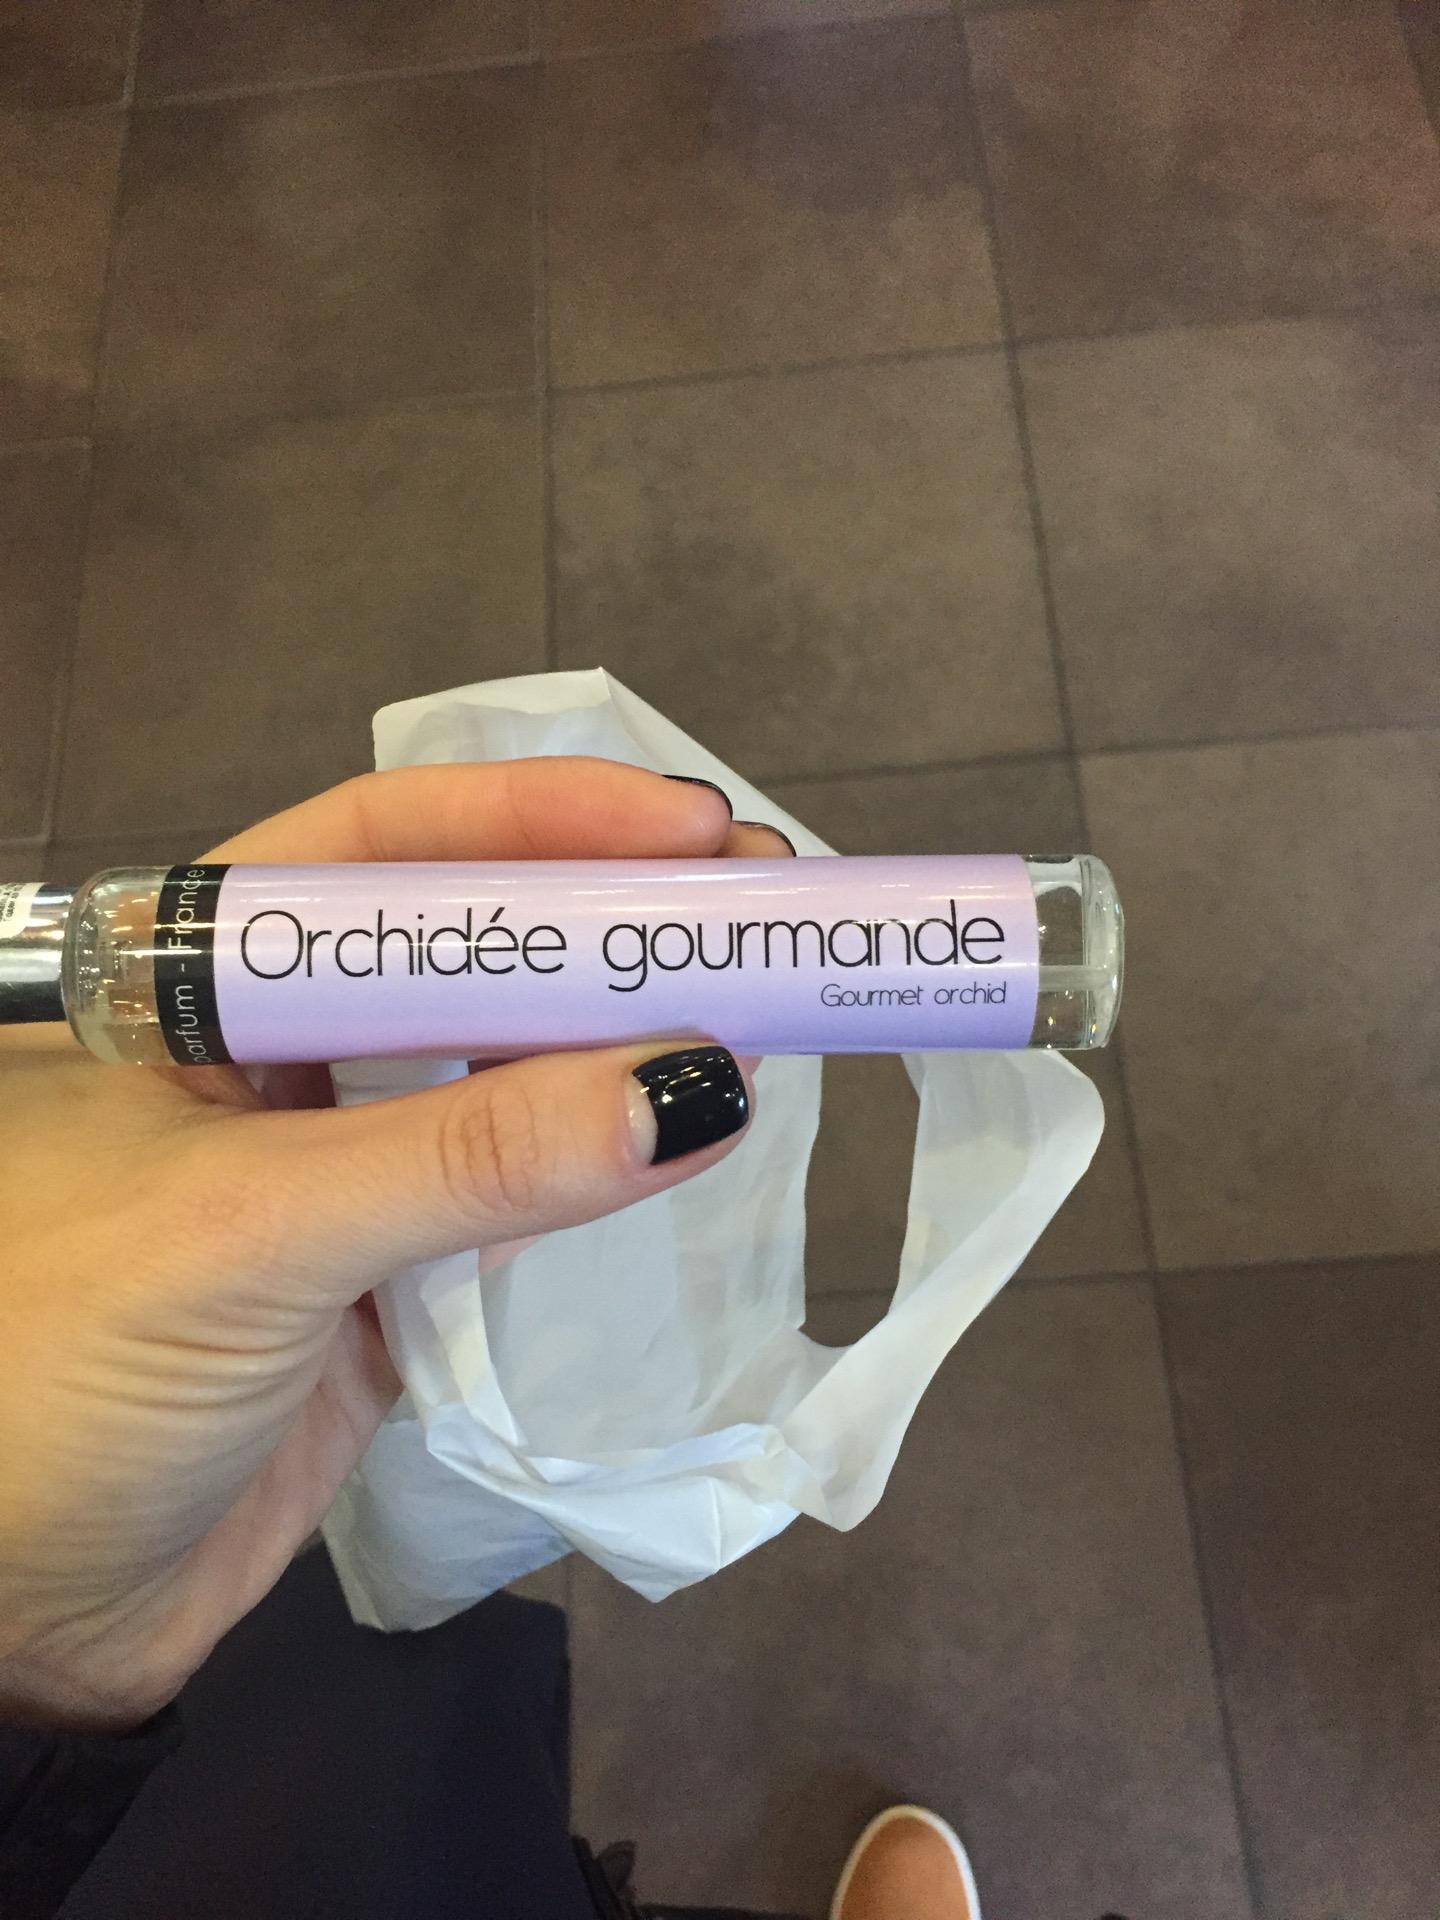 Orchidée gourmande
Gourmet orchid
parfum - France